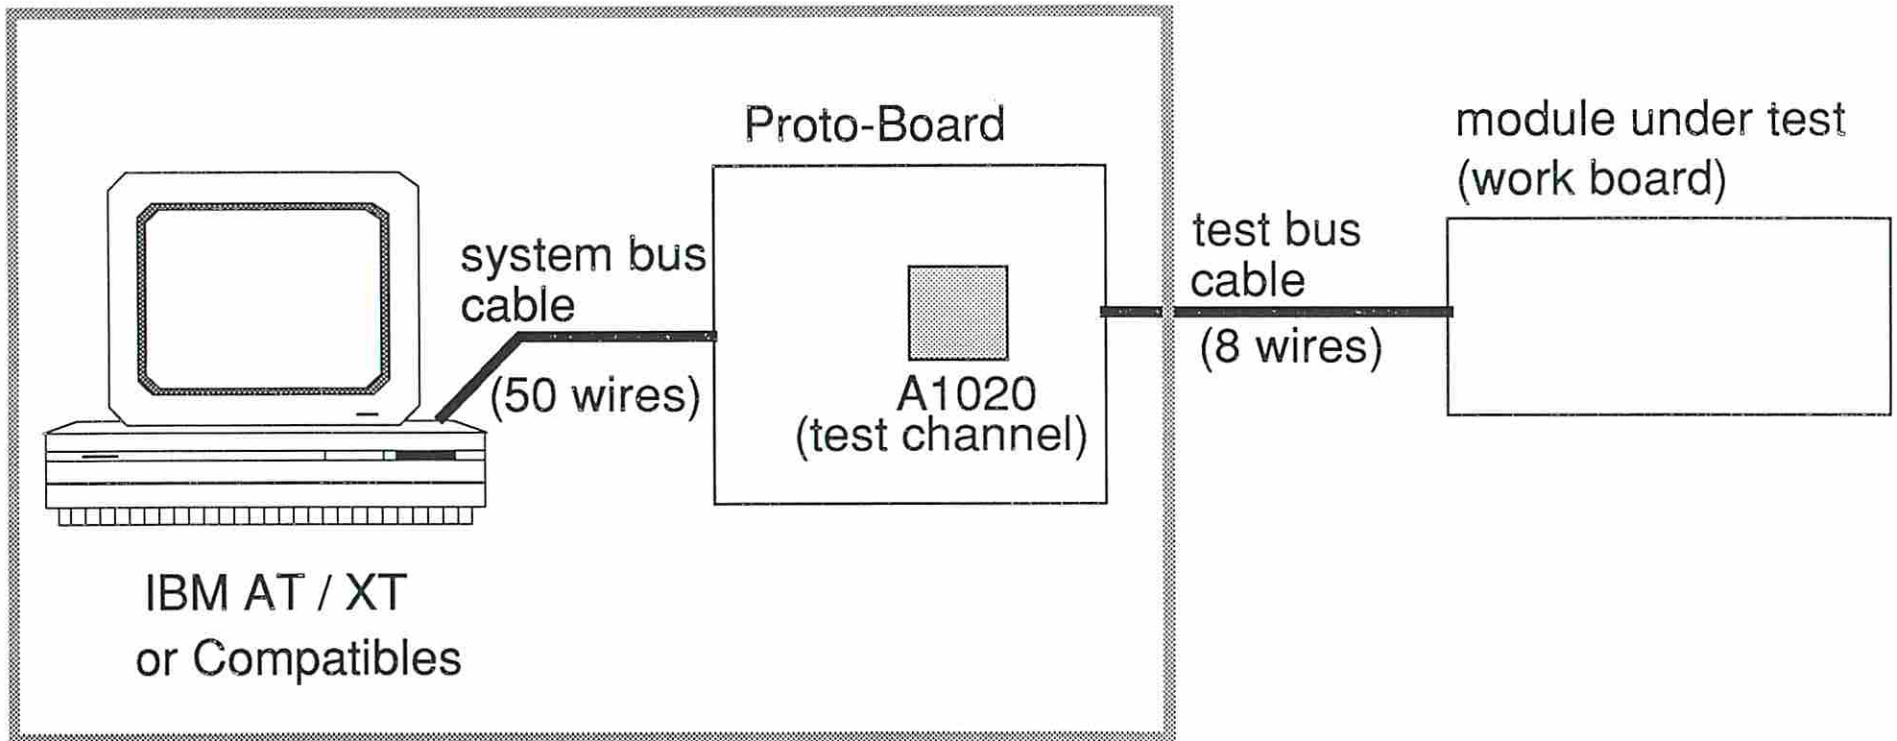 Proto-Board
module under test
(work board)
system bus
cable
(50 wires)
test bus
cable
(8 wires)
A1020
(test channel)
IBM AT / XT
or Compatibles